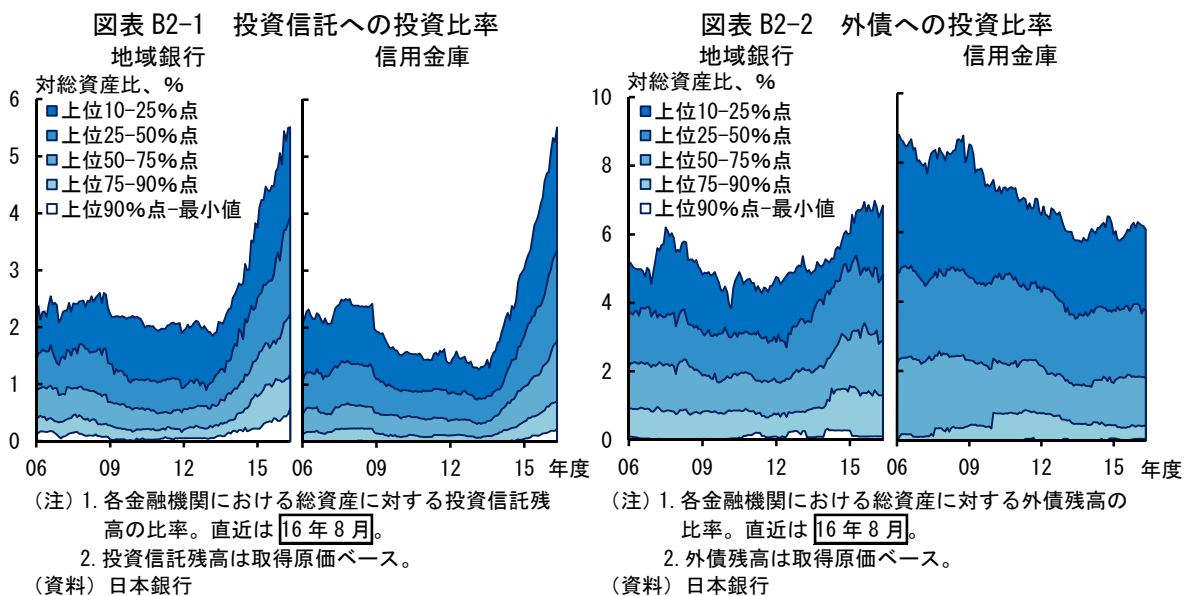 図表 B2-1　投資信託への投資比率
地域銀行
信用金庫
対総資産比、%
6
5
4
3
2
1
0
■上位10-25%点
■上位25-50%点
■上位50-75%点
■上位75-90%点
□上位90%点-最小値
06 09 12 15
06 09 12 15 年度
(注) 1. 各金融機関における総資産に対する投資信託残
高の比率。直近は 16 年 8 月。
2. 投資信託残高は取得原価ベース。
(資料) 日本銀行
図表 B2-2　外債への投資比率
地域銀行
信用金庫
対総資産比、%
10
8
6
4
2
0
■上位10-25%点
■上位25-50%点
■上位50-75%点
■上位75-90%点
□上位90%点-最小値
06 09 12 15
06 09 12 15 年度
(注) 1. 各金融機関における総資産に対する外債残高の
比率。直近は 16 年 8 月。
2. 外債残高は取得原価ベース。
(資料) 日本銀行